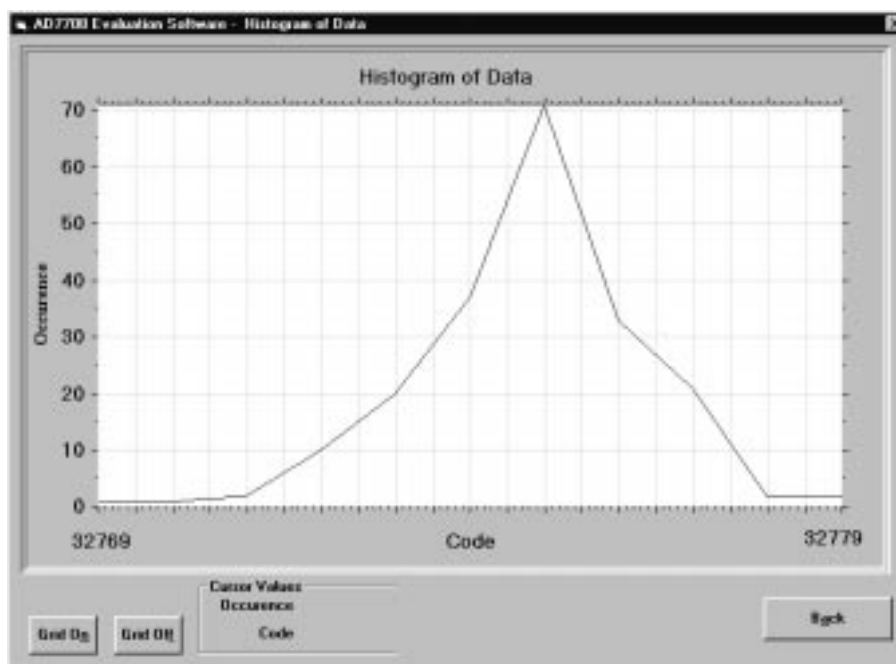 AD7700 Evaluation Software - Histogram of Data
Histogram of Data
70
60
50
40
30
20
10
0
Occurence
32769
Code
32779
Cursor Values
Occurence
Code
Grid On
Grid Off
Back